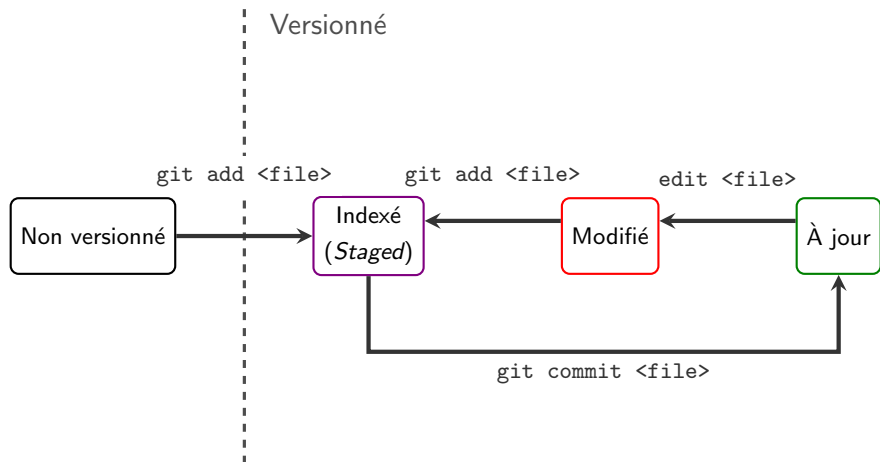 Versionné
git add <file>
git add <file>
edit <file>
Non versionné
Indexé
(Staged)
Modifié
À jour
git commit <file>